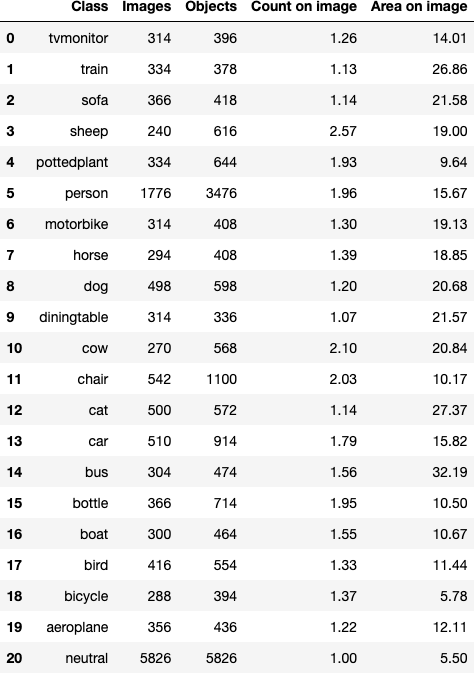 Class Images Objects Count on image Area on image
0 tvmonitor 314 396 1.26 14.01
1 train 334 378 1.13 26.86
2 sofa 366 418 1.14 21.58
3 sheep 240 616 2.57 19.00
4 pottedplant 334 644 1.93 9.64
5 person 1776 3476 1.96 15.67
6 motorbike 314 408 1.30 19.13
7 horse 294 408 1.39 18.85
8 dog 498 598 1.20 20.68
9 diningtable 314 336 1.07 21.57
10 cow 270 568 2.10 20.84
11 chair 542 1100 2.03 10.17
12 cat 500 572 1.14 27.37
13 car 510 914 1.79 15.82
14 bus 304 474 1.56 32.19
15 bottle 366 714 1.95 10.50
16 boat 300 464 1.55 10.67
17 bird 416 554 1.33 11.44
18 bicycle 288 394 1.37 5.78
19 aeroplane 356 436 1.22 12.11
20 neutral 5826 5826 1.00 5.50